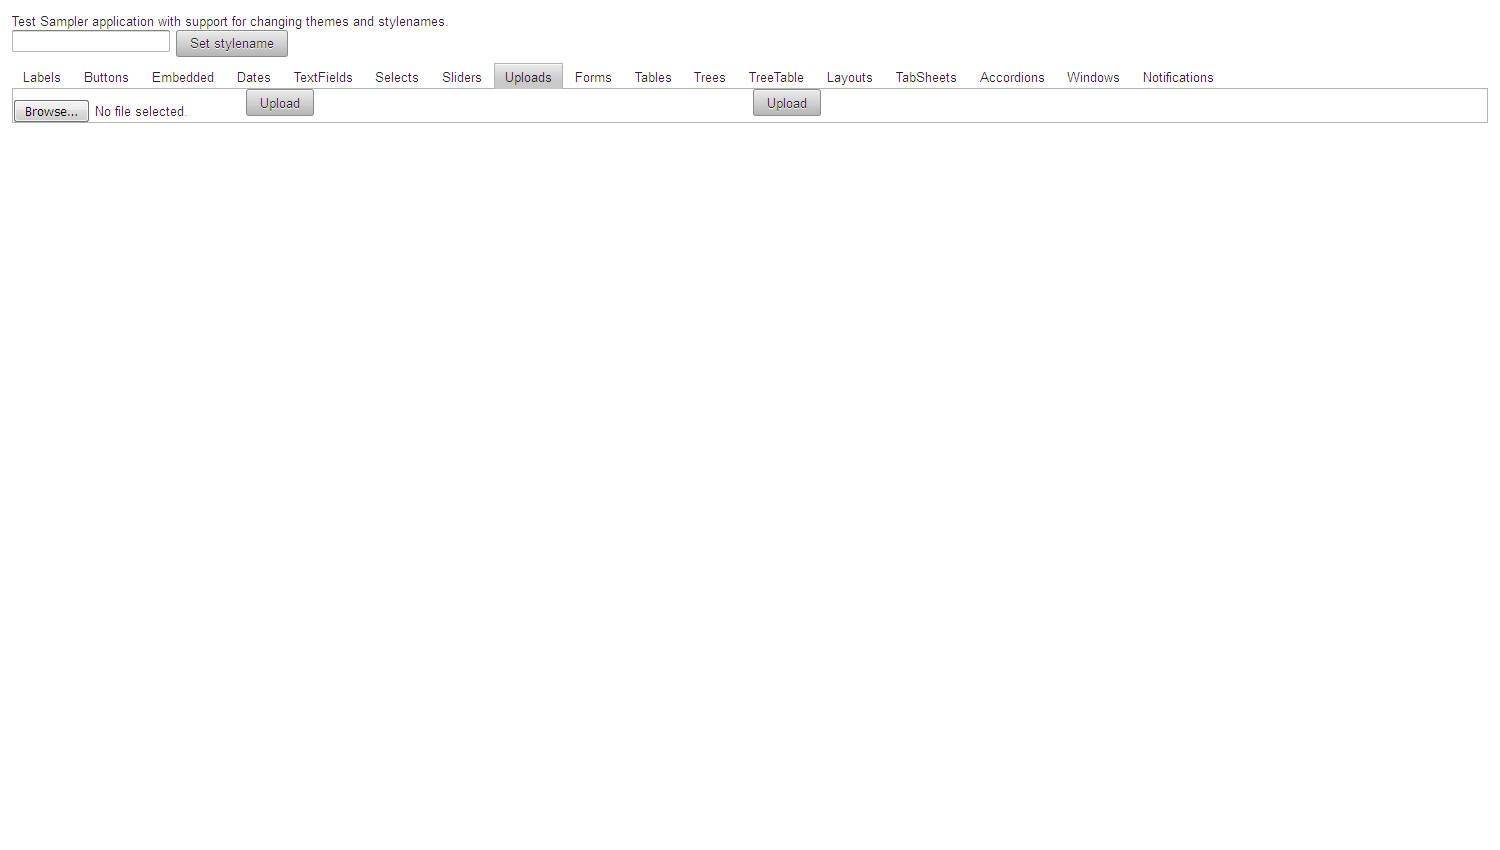 Test Sampler application with support for changing themes and stylenames.
Set stylename
Labels Buttons Embedded Dates TextFields Selects Sliders Uploads Forms Tables Trees TreeTable Layouts TabSheets Accordions Windows Notifications
Browse... No file selected. Upload Upload